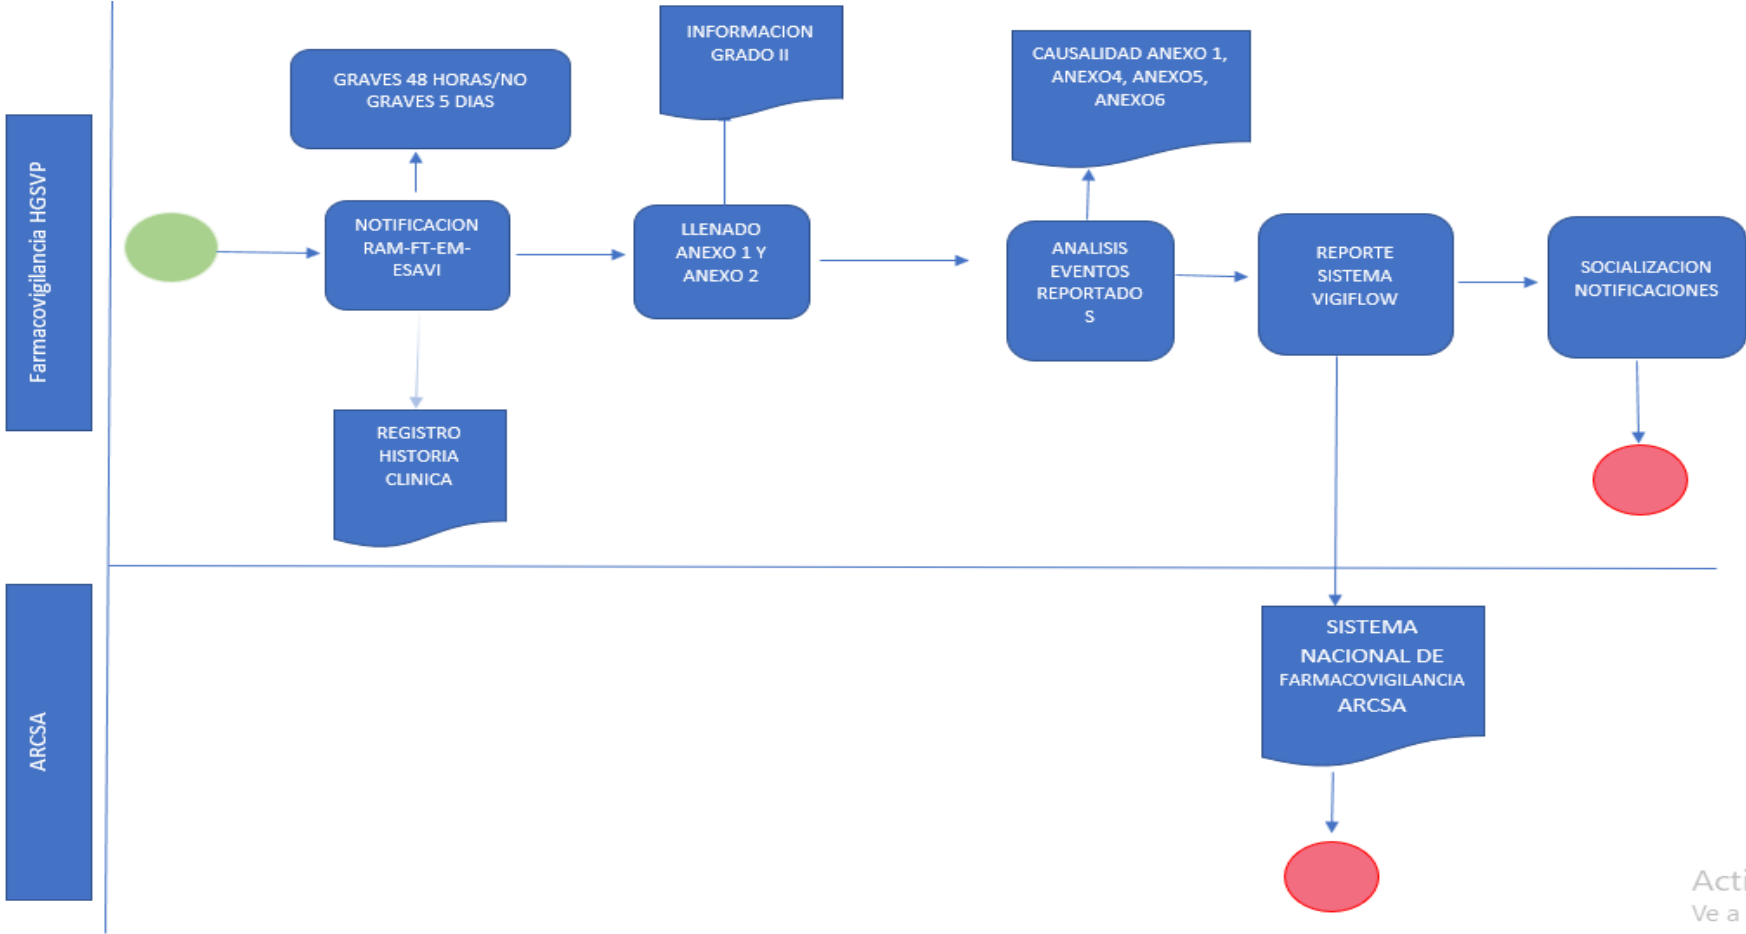 Farmacovigilancia HGSVP
GRAVES 48 HORAS/NO
GRAVES 5 DIAS
NOTIFICACION
RAM-FT-EM-
ESAVI
REGISTRO
HISTORIA
CLINICA
INFORMACION
GRADO II
LLENADO
ANEXO 1 Y
ANEXO 2
CAUSALIDAD ANEXO 1,
ANEXO4, ANEXO5,
ANEXO6
ANALISIS
EVENTOS
REPORTADO
S
REPORTE
SISTEMA
VIGIFLOW
SOCIALIZACION
NOTIFICACIONES
ARCSA
SISTEMA
NACIONAL DE
FARMACOVIGILANCIA
ARCSA
Acti
Ve a